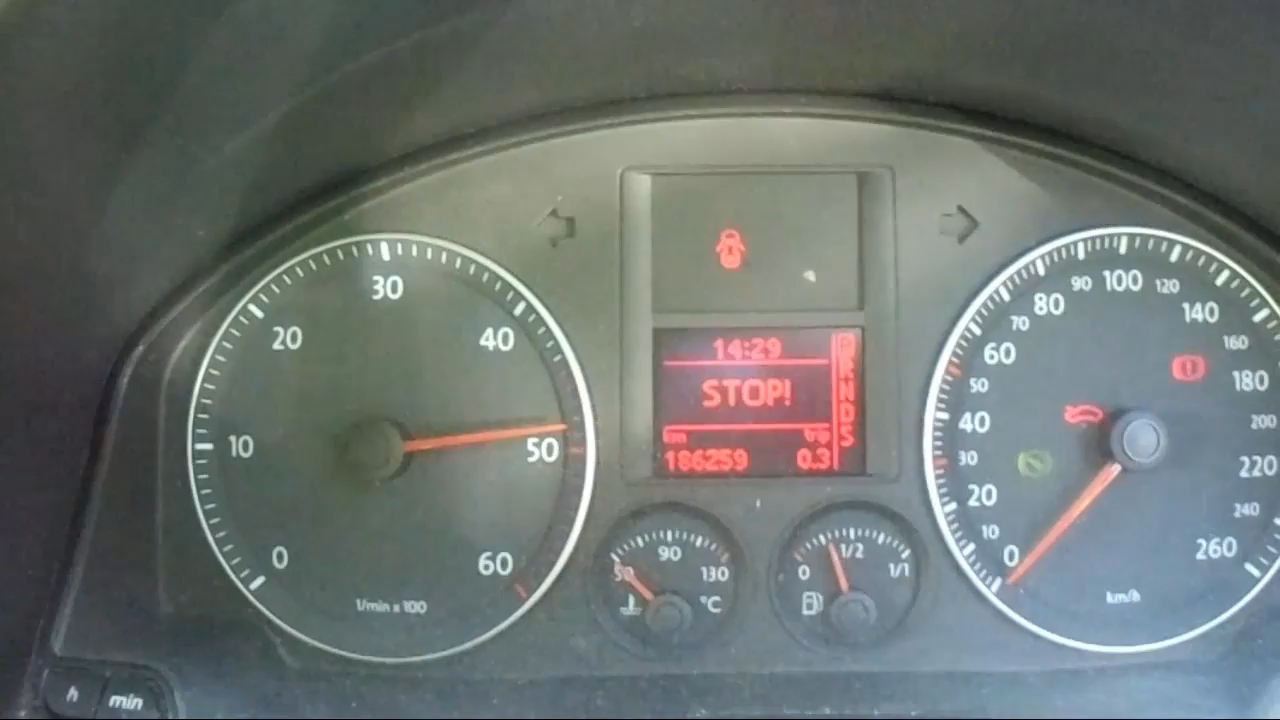 0
10
20
30
40
50
60
1/min x 100
14:29
STOP!
km
186259 0.3
P
R
N
D
S
50 90 130
°C
0 1/2 1/1
0
10
20
30
40
50
60
70
80
90
100
120
140
160
180
200
220
240
260
km/h
h min